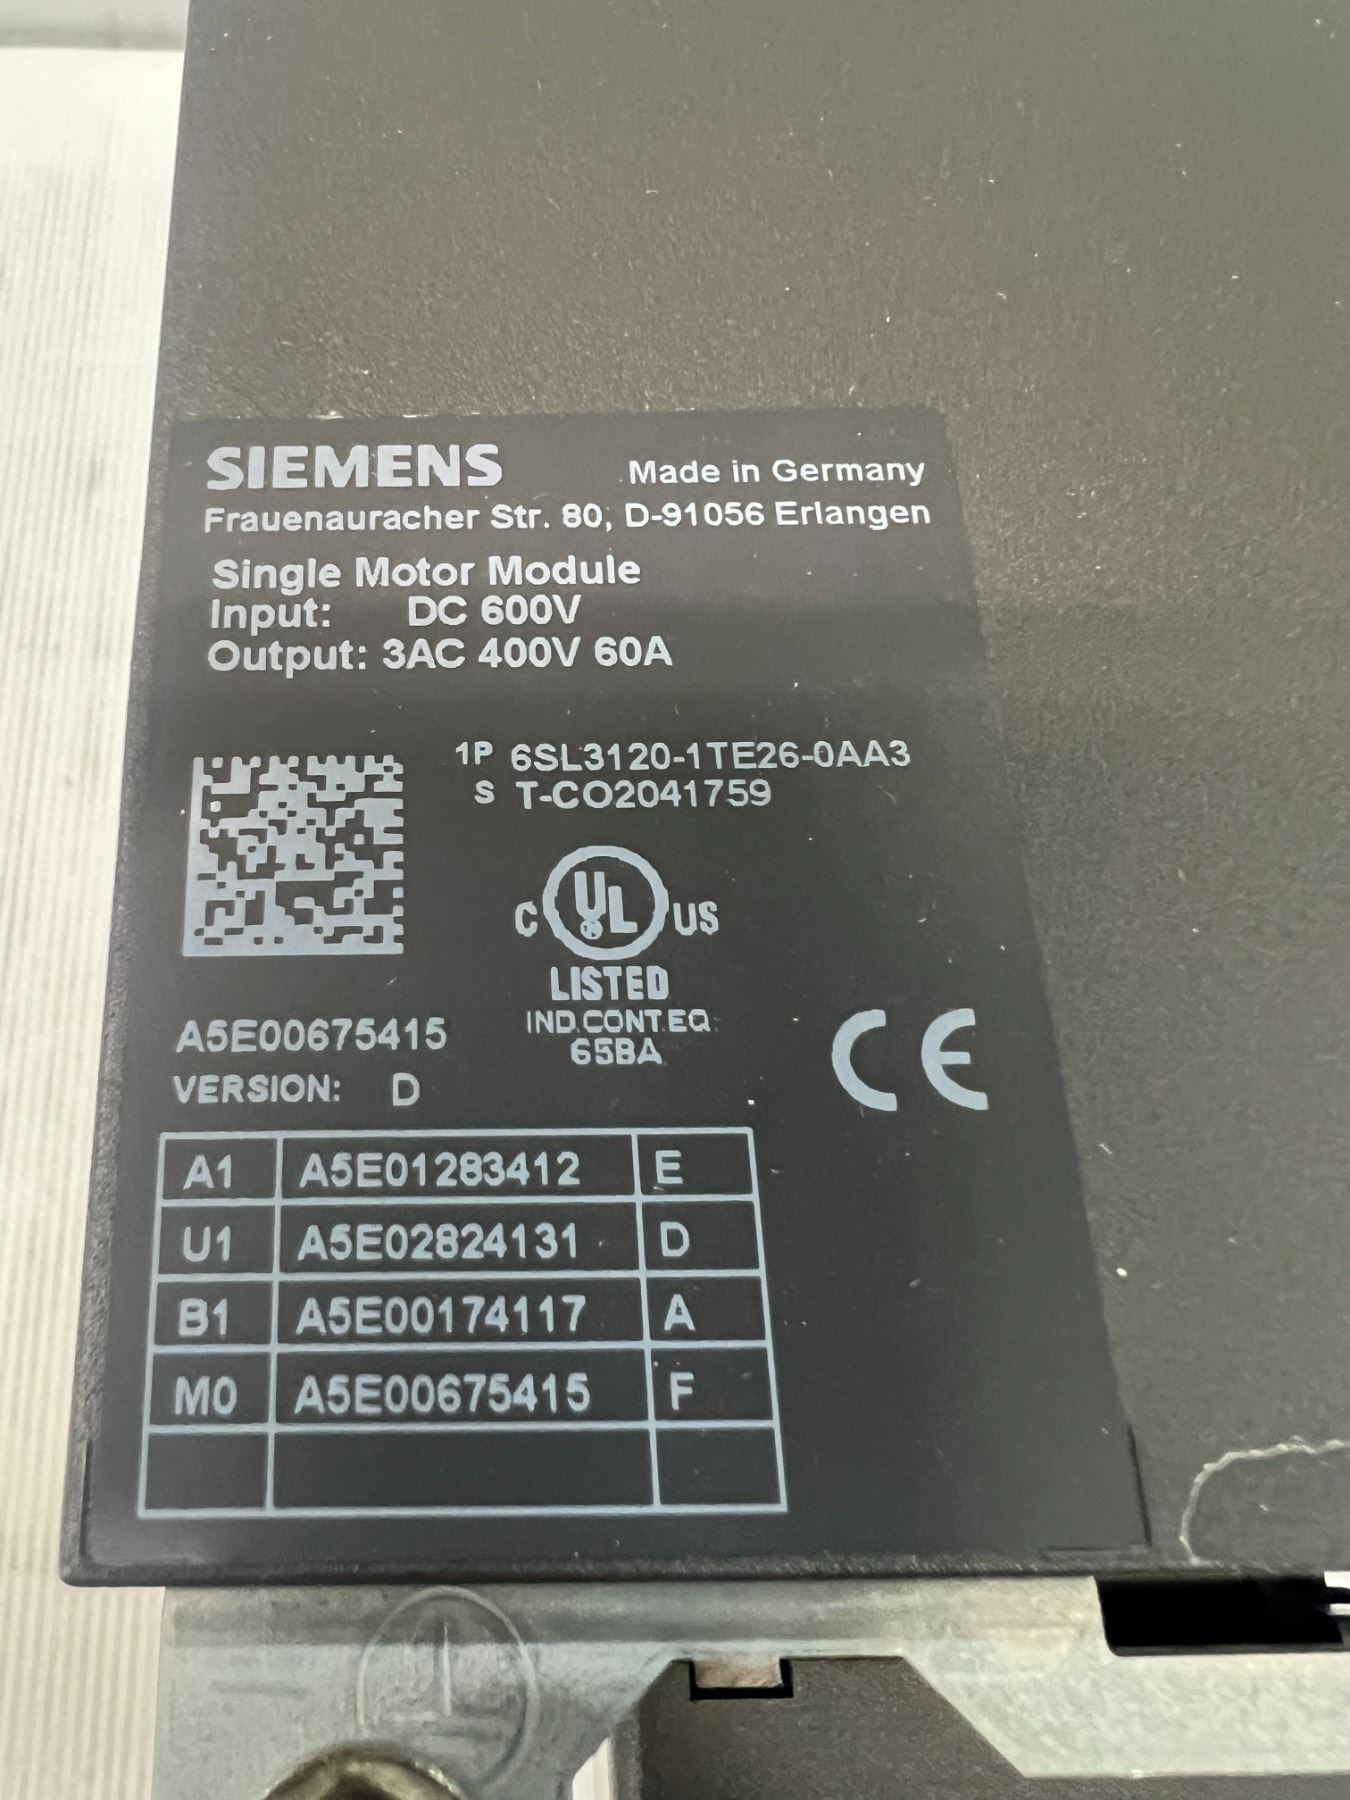 SIEMENS Made in Germany
Frauenauracher Str. 80, D-91056 Erlangen
Single Motor Module
Input: DC 600V
Output: 3AC 400V 60A
1P 6SL3120-1TE26-0AA3
S T-CO2041759
C UL US
LISTED
IND.CONT.EQ.
65BA
CE
A5E00675415
VERSION: D
A1 A5E01283412 E
U1 A5E02824131 D
B1 A5E00174117 A
M0 A5E00675415 F